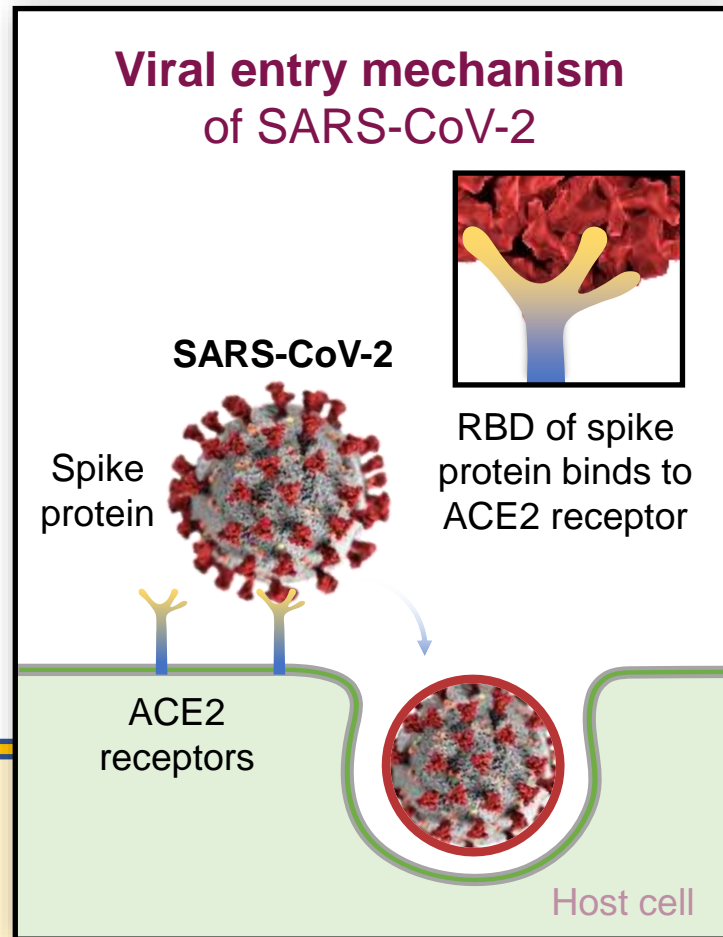 Viral entry mechanism
of SARS-CoV-2
SARS-CoV-2
Spike
protein
RBD of spike
protein binds to
ACE2 receptor
ACE2
receptors
Host cell